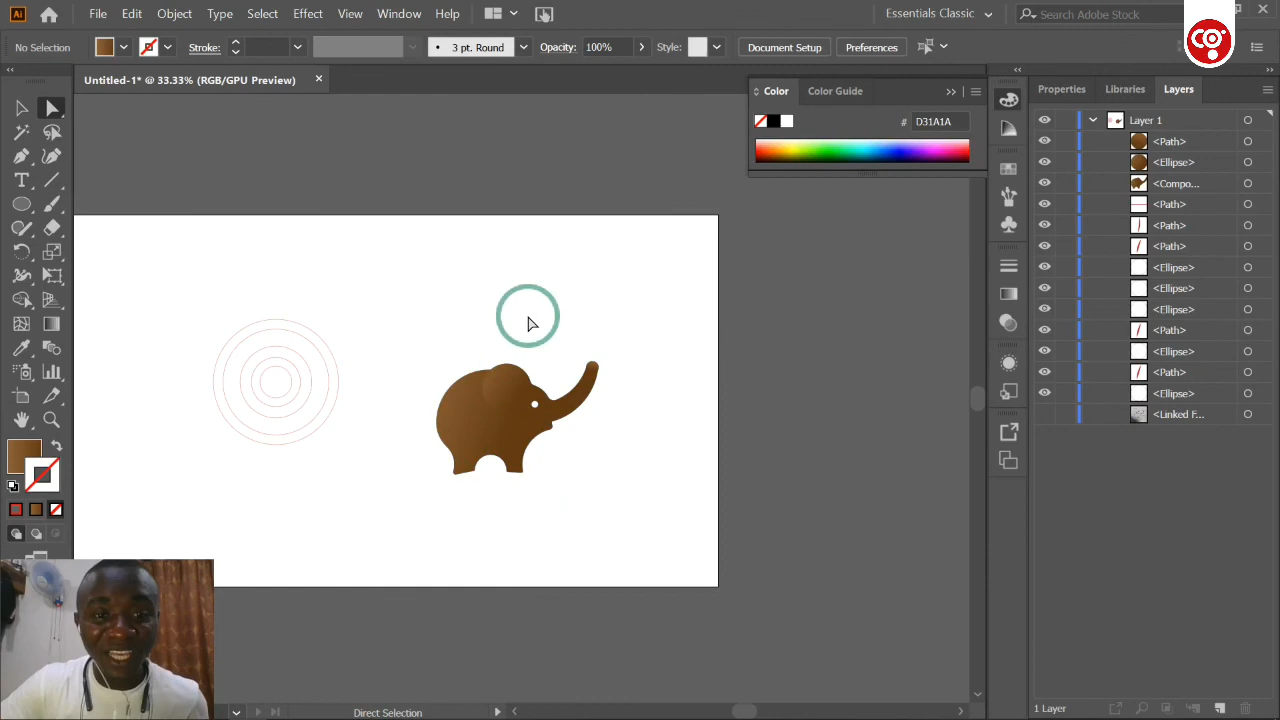 Ai File Edit Object Type Select Effect View Window Help Essentials Classic Search Adobe Stock
No Selection Stroke: 3 pt. Round Opacity: 100% Style: Document Setup Preferences
Untitled-1* @ 33.33% (RGB/GPU Preview)
Color Color Guide
# D31A1A
Properties Libraries Layers
Layer 1
<Path>
<Ellipse>
<Compo...
<Path>
<Path>
<Path>
<Ellipse>
<Ellipse>
<Ellipse>
<Path>
<Ellipse>
<Path>
<Ellipse>
<Linked F...
Direct Selection
1 Layer